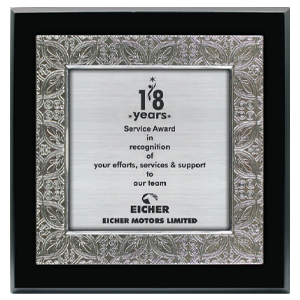 18
years
Service Award
in
recognition
of
your efforts, services & support
to
our team
EICHER
EICHER MOTORS LIMITED